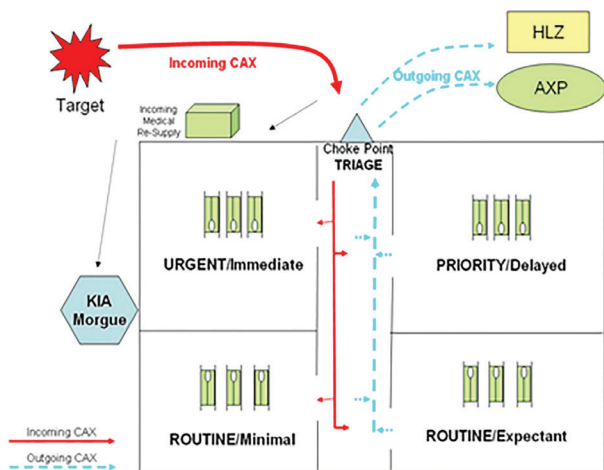 HLZ
Incoming CAX
Outgoing CAX
AXP
Target
Incoming
Medical
Re-Supply
Choke Point
TRIAGE
URGENT/Immediate
PRIORITY/Delayed
KIA
Morgue
ROUTINE/Minimal
ROUTINE/Expectant
Incoming CAX
Outgoing CAX